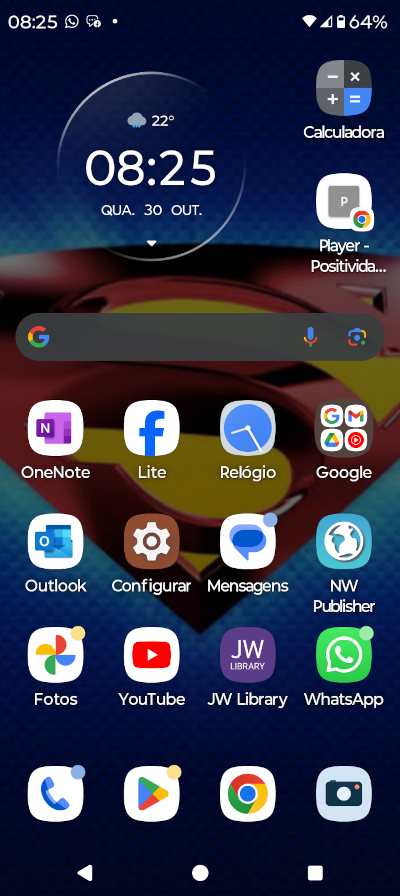 08:25
64%
22°
08:25
QUA. 30 OUT.
Calculadora
P
Player -
Positivida...
OneNote
Lite
Relógio
Google
Outlook
Configurar
Mensagens
NW
Publisher
JW
LIBRARY
Fotos
YouTube
JW Library
WhatsApp